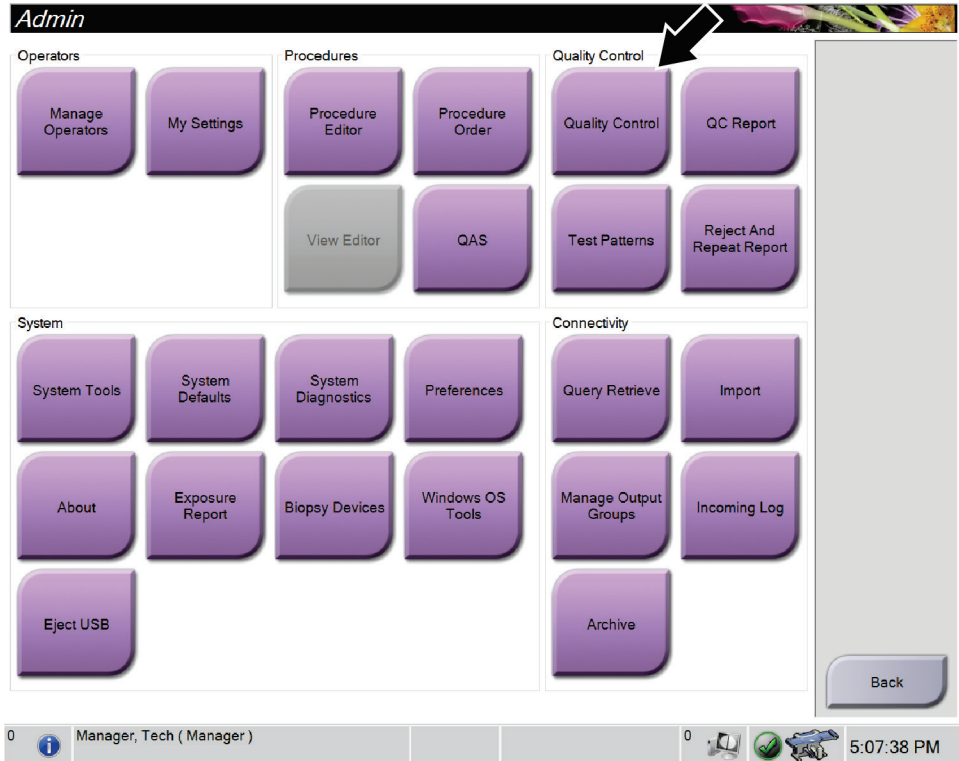 Admin
Operators
Manage
Operators
My Settings
Procedures
Procedure
Editor
Procedure
Order
View Editor
QAS
Quality Control
Quality Control
QC Report
Test Patterns
Reject And
Repeat Report
System
System Tools
System
Defaults
System
Diagnostics
Preferences
About
Exposure
Report
Biopsy Devices
Windows OS
Tools
Eject USB
Connectivity
Query Retrieve
Import
Manage Output
Groups
Incoming Log
Archive
Back
0
Manager, Tech ( Manager )
0
5:07:38 PM